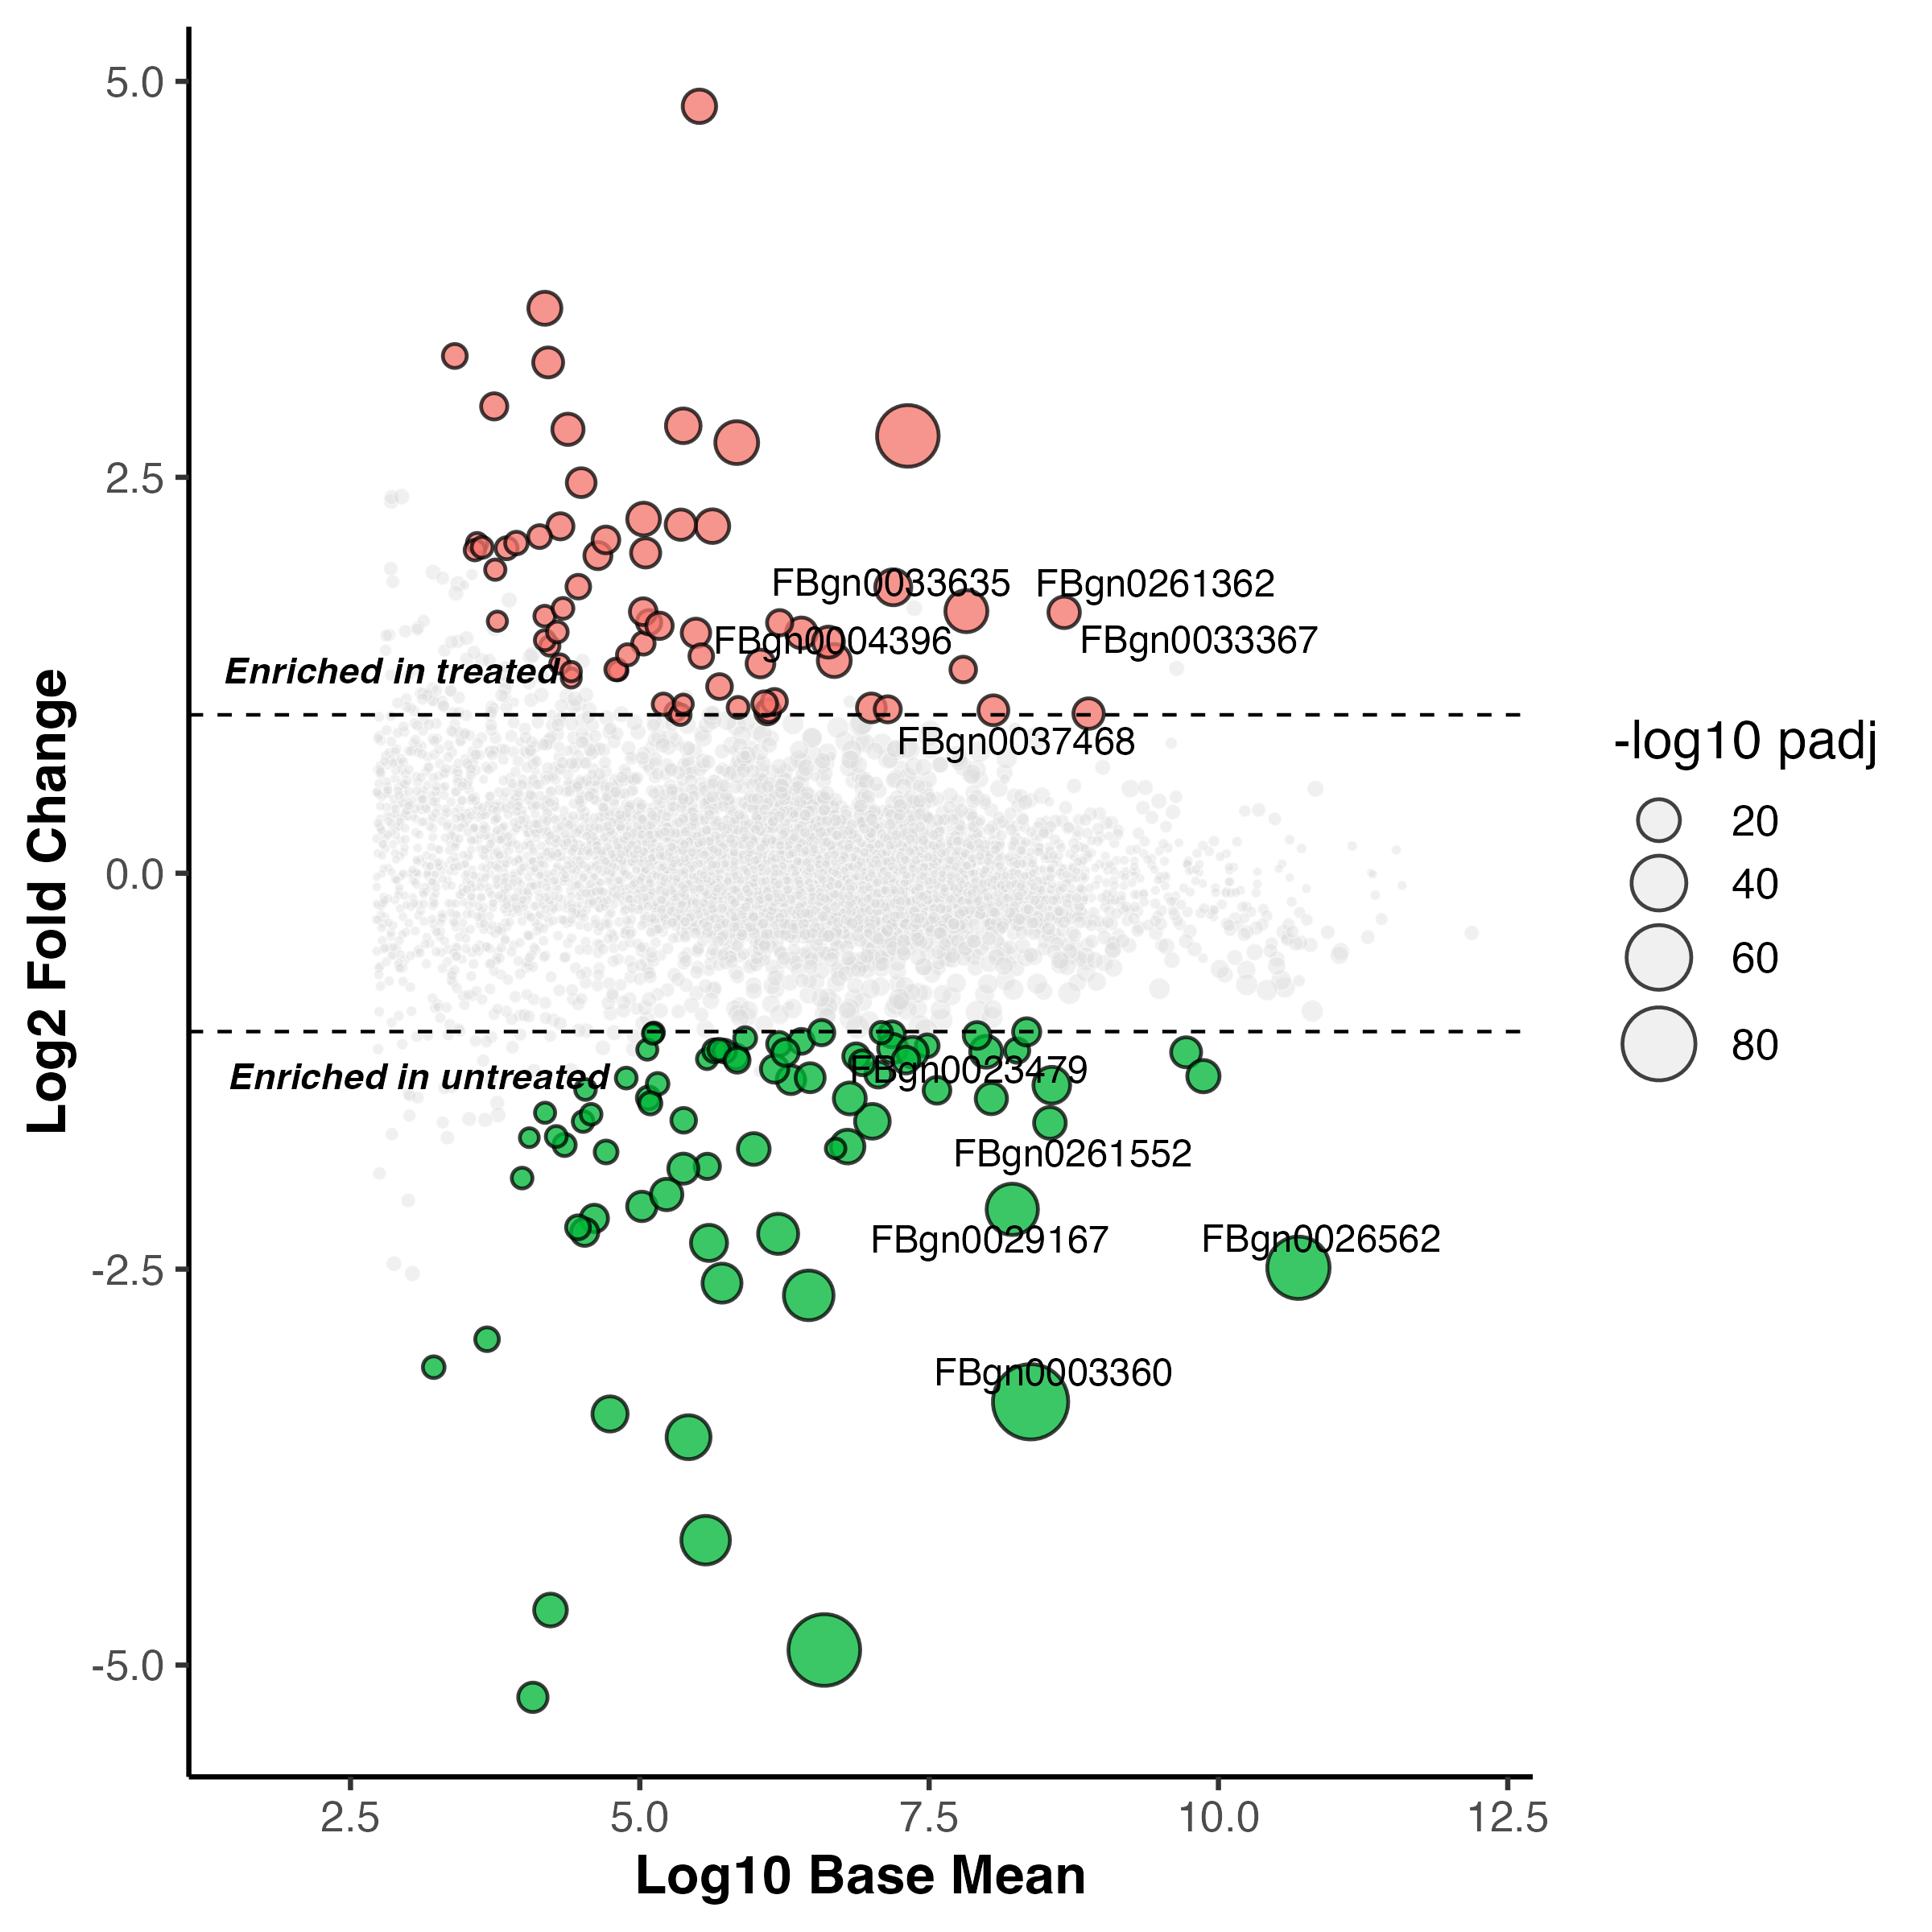 5.0
2.5
0.0
-2.5
-5.0
Log2 Fold Change
FBgn0033635
FBgn0261362
FBgn0004396
FBgn0033367
Enriched in treated
FBgn0037468
FBgn0023479
Enriched in untreated
FBgn0261552
FBgn0029167
FBgn0026562
FBgn0003360
2.5
5.0
7.5
10.0
12.5
Log10 Base Mean
-log10 padj
20
40
60
80